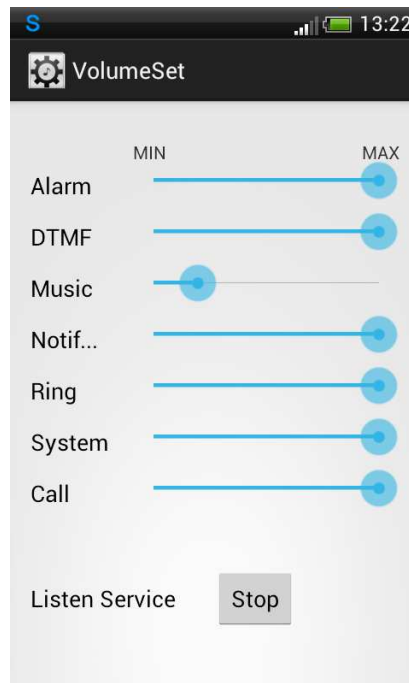 S 13:22
VolumeSet
MIN MAX
Alarm
DTMF
Music
Notif...
Ring
System
Call
Listen Service Stop